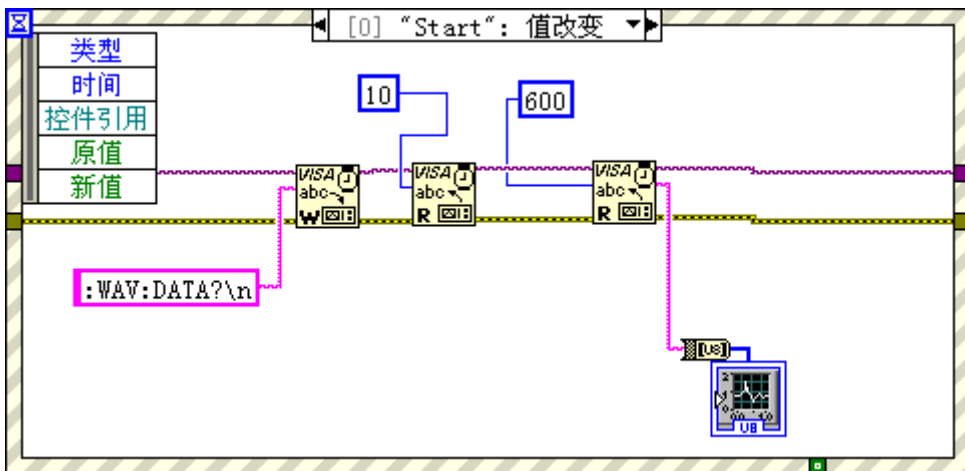 [0] "Start": 值改变
类型
时间
控件引用
原值
新值
10
600
VISA
abc
W
VISA
abc
R
VISA
abc
R
:WAV:DATA?\n
[U8]
U8